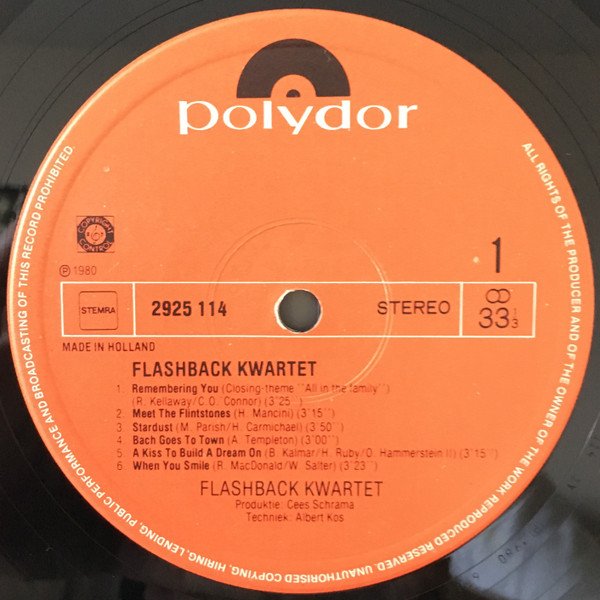 polydor
COPYRIGHT CONTROL
℗ 1980
1
STEMRA
2925 114
STEREO
33 1/3
MADE IN HOLLAND
FLASHBACK KWARTET
1. Remembering You (Closing-theme "All in the family")
(R. Kellaway/C.O. Connor) (3'25")
2. Meet The Flintstones (H. Mancini) (3'15")
3. Stardust (M. Parish/H. Carmichael) (3'50")
4. Bach Goes To Town (A. Templeton) (3'00")
5. A Kiss To Build A Dream On (B. Kalmar/H. Ruby/O. Hammerstein II) (3'15")
6. When You Smile (R. MacDonald/W. Salter) (3'23")
FLASHBACK KWARTET
Produktie: Cees Schrama
Techniek: Albert Kos
ALL RIGHTS OF THE PRODUCER AND OF THE OWNER OF THE WORK REPRODUCED RESERVED. UNAUTHORISED COPYING, HIRING, LENDING, PUBLIC PERFORMANCE AND BROADCASTING OF THIS RECORD PROHIBITED.